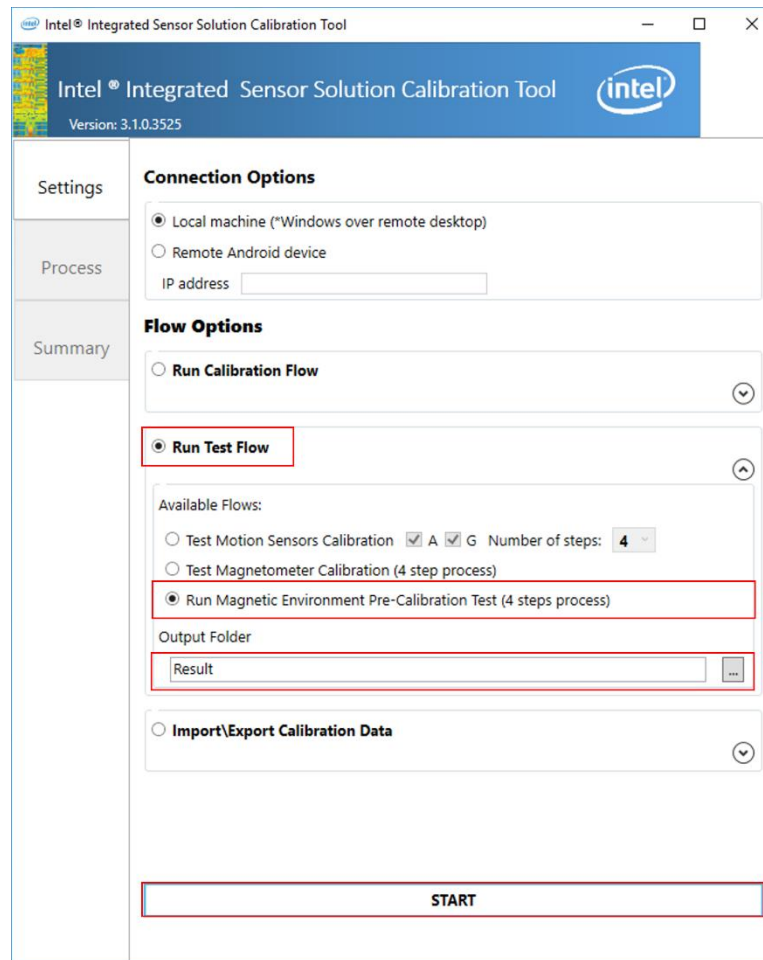 Intel® Integrated Sensor Solution Calibration Tool
Intel ® Integrated Sensor Solution Calibration Tool
intel
Version: 3.1.0.3525
Settings
Process
Summary
Connection Options
Local machine (*Windows over remote desktop)
Remote Android device
IP address
Flow Options
Run Calibration Flow
Run Test Flow
Available Flows:
Test Motion Sensors Calibration A G Number of steps: 4
Test Magnetometer Calibration (4 step process)
Run Magnetic Environment Pre-Calibration Test (4 steps process)
Output Folder
Result ...
Import\Export Calibration Data
START